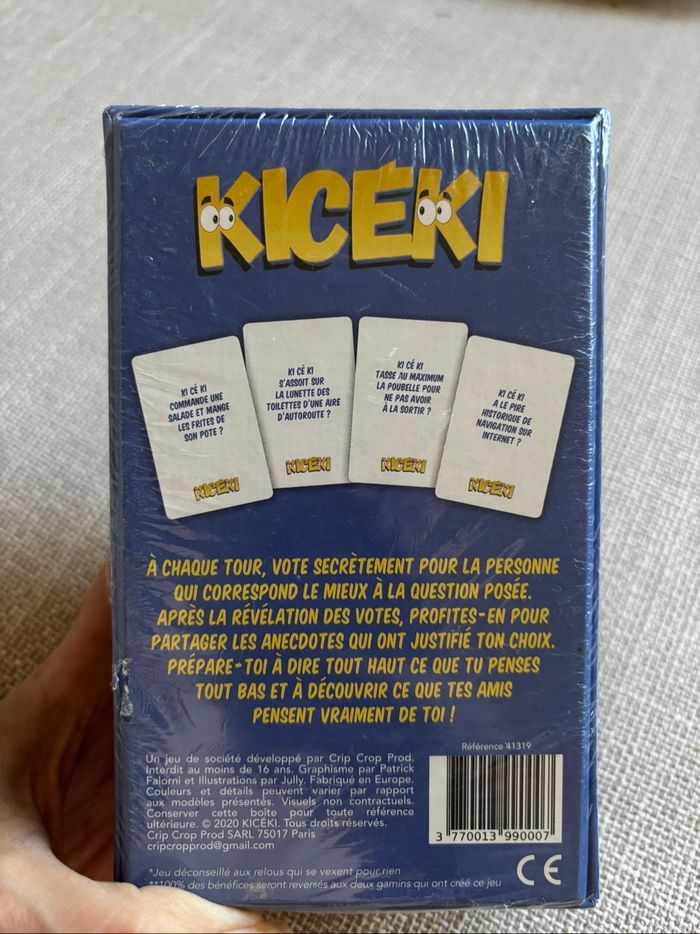 KICÉKI
KI CÉ KI
COMMANDE UNE
SALADE ET MANGE
LES FRITES DE
SON POTE ?
KICÉKI
KI CÉ KI
S'ASSOIT SUR
LA LUNETTE DES
TOILETTES D'UNE AIRE
D'AUTOROUTE ?
KICÉKI
KI CÉ KI
TASSE AU MAXIMUM
LA POUBELLE POUR
NE PAS AVOIR
À LA SORTIR ?
KICÉKI
KI CÉ KI
A LE PIRE
HISTORIQUE DE
NAVIGATION SUR
INTERNET ?
KICÉKI
À CHAQUE TOUR, VOTE SECRÈTEMENT POUR LA PERSONNE
QUI CORRESPOND LE MIEUX À LA QUESTION POSÉE.
APRÈS LA RÉVÉLATION DES VOTES, PROFITES-EN POUR
PARTAGER LES ANECDOTES QUI ONT JUSTIFIÉ TON CHOIX.
PRÉPARE-TOI À DIRE TOUT HAUT CE QUE TU PENSES
TOUT BAS ET À DÉCOUVRIR CE QUE TES AMIS
PENSENT VRAIMENT DE TOI !
Un jeu de société développé par Crip Crop Prod.
Interdit au moins de 16 ans. Graphisme par Patrick
Falorni et Illustrations par Jully. Fabriqué en Europe.
Couleurs et détails peuvent varier par rapport
aux modèles présentés. Visuels non contractuels.
Conserver cette boîte pour toute référence
ultérieure. © 2020 KICÉKI. Tous droits réservés.
Crip Crop Prod SARL 75017 Paris
cripcropprod@gmail.com
Référence 41319
3 770013 990007
CE
*Jeu déconseillé aux relous qui se vexent pour rien
**100% des bénéfices seront reversés aux deux gamins qui ont créé ce jeu